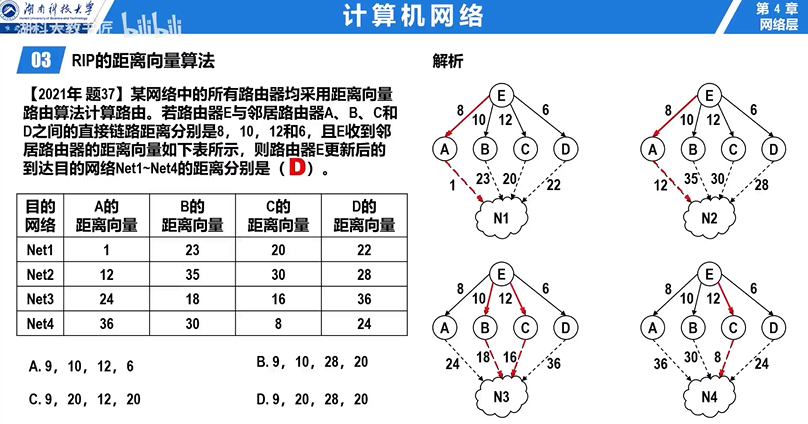 湖南科技大学
Hunan University of Science and Technology
湖科大教书匠 bilibili
计算机网络
第 4 章
网络层
03 RIP的距离向量算法
【2021年 题37】某网络中的所有路由器均采用距离向量
路由算法计算路由。若路由器E与邻居路由器A、B、C和
D之间的直接链路距离分别是8，10，12和6，且E收到邻
居路由器的距离向量如下表所示，则路由器E更新后的
到达目的网络Net1~Net4的距离分别是（ D ）。
目的 A的 B的 C的 D的
网络 距离向量 距离向量 距离向量 距离向量
Net1 1 23 20 22
Net2 12 35 30 28
Net3 24 18 16 36
Net4 36 30 8 24
A. 9，10，12，6
B. 9，10，28，20
C. 9，20，12，20
D. 9，20，28，20
解析
E
8 10 12 6
A B C D
1 23 20 22
N1
E
8 10 12 6
A B C D
12 35 30 28
N2
E
8 10 12 6
A B C D
24 18 16 36
N3
E
8 10 12 6
A B C D
36 30 8 24
N4